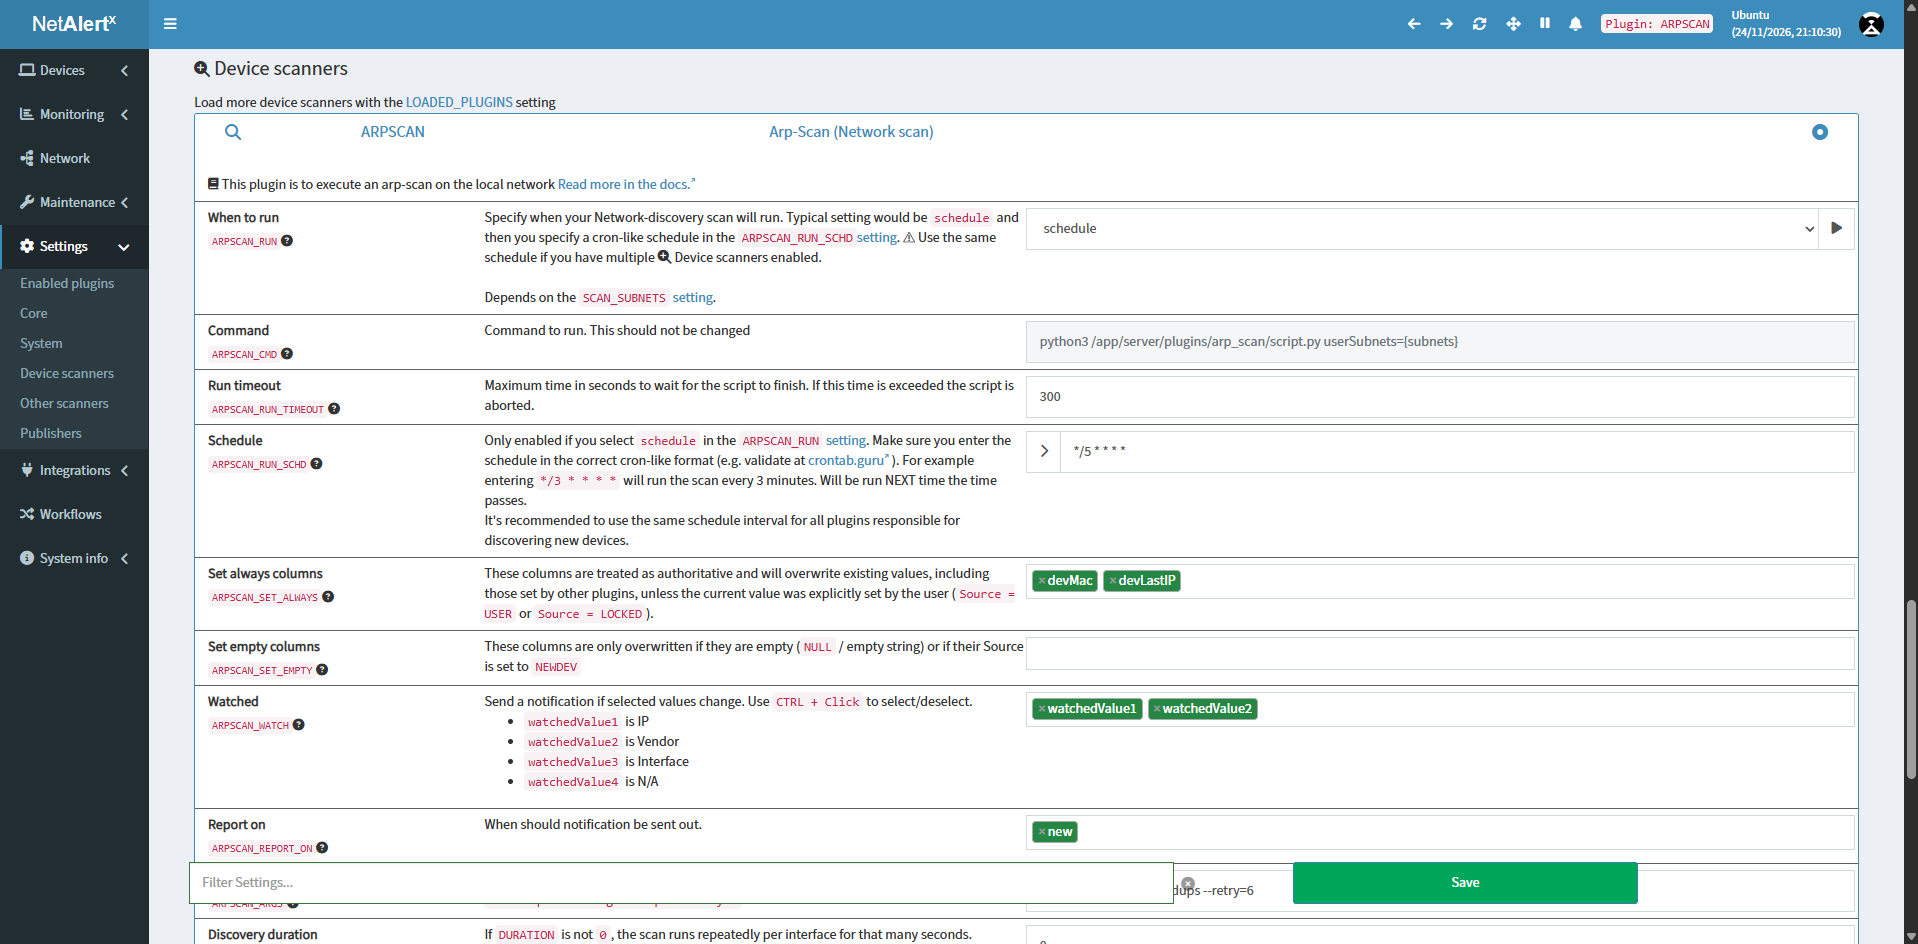 NetAlertX
Plugin: ARPSCAN
Ubuntu
(24/11/2026, 21:10:30)
Devices
Monitoring
Network
Maintenance
Settings
Enabled plugins
Core
System
Device scanners
Other scanners
Publishers
Integrations
Workflows
System info
Device scanners
Load more device scanners with the LOADED_PLUGINS setting
ARPSCAN
Arp-Scan (Network scan)
This plugin is to execute an arp-scan on the local network Read more in the docs.
When to run
ARPSCAN_RUN
Specify when your Network-discovery scan will run. Typical setting would be schedule and
then you specify a cron-like schedule in the ARPSCAN_RUN_SCHD setting. ⚠ Use the same
schedule if you have multiple Device scanners enabled.
Depends on the SCAN_SUBNETS setting.
schedule
Command
ARPSCAN_CMD
Command to run. This should not be changed
python3 /app/server/plugins/arp_scan/script.py userSubnets={subnets}
Run timeout
ARPSCAN_RUN_TIMEOUT
Maximum time in seconds to wait for the script to finish. If this time is exceeded the script is
aborted.
300
Schedule
ARPSCAN_RUN_SCHD
Only enabled if you select schedule in the ARPSCAN_RUN setting. Make sure you enter the
schedule in the correct cron-like format (e.g. validate at crontab.guru ). For example
entering */3 * * * * will run the scan every 3 minutes. Will be run NEXT time the time
passes.
It's recommended to use the same schedule interval for all plugins responsible for
discovering new devices.
*/5 * * * *
Set always columns
ARPSCAN_SET_ALWAYS
These columns are treated as authoritative and will overwrite existing values, including
those set by other plugins, unless the current value was explicitly set by the user ( Source =
USER or Source = LOCKED ).
×devMac ×devLastIP
Set empty columns
ARPSCAN_SET_EMPTY
These columns are only overwritten if they are empty ( NULL / empty string) or if their Source
is set to NEWDEV
Watched
ARPSCAN_WATCH
Send a notification if selected values change. Use CTRL + Click to select/deselect.
• watchedValue1 is IP
• watchedValue2 is Vendor
• watchedValue3 is Interface
• watchedValue4 is N/A
×watchedValue1 ×watchedValue2
Report on
ARPSCAN_REPORT_ON
When should notification be sent out.
×new
Filter Settings...
dups --retry=6
Save
ARPSCAN_ARGS
Discovery duration
If DURATION is not 0 , the scan runs repeatedly per interface for that many seconds.